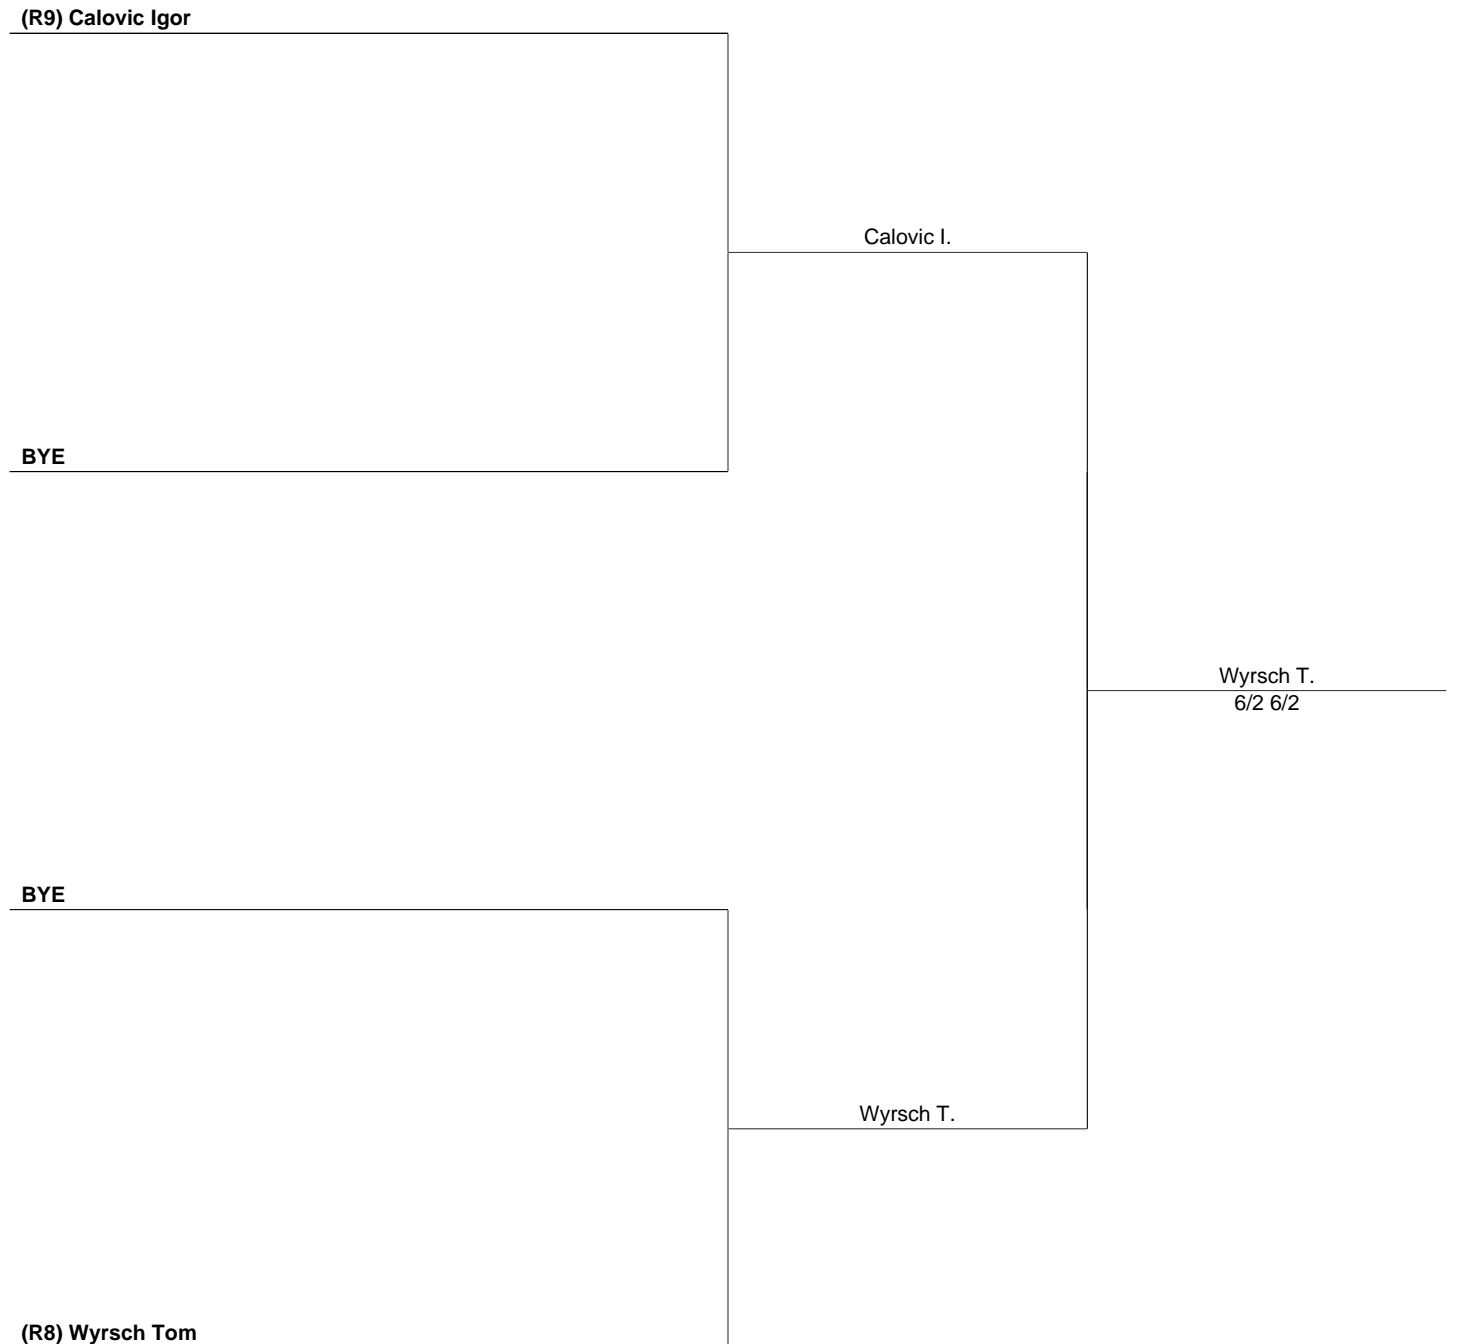 (R9) Calovic Igor
Calovic I.
BYE
Wyrsch T.
6/2 6/2
BYE
Wyrsch T.
(R8) Wyrsch Tom